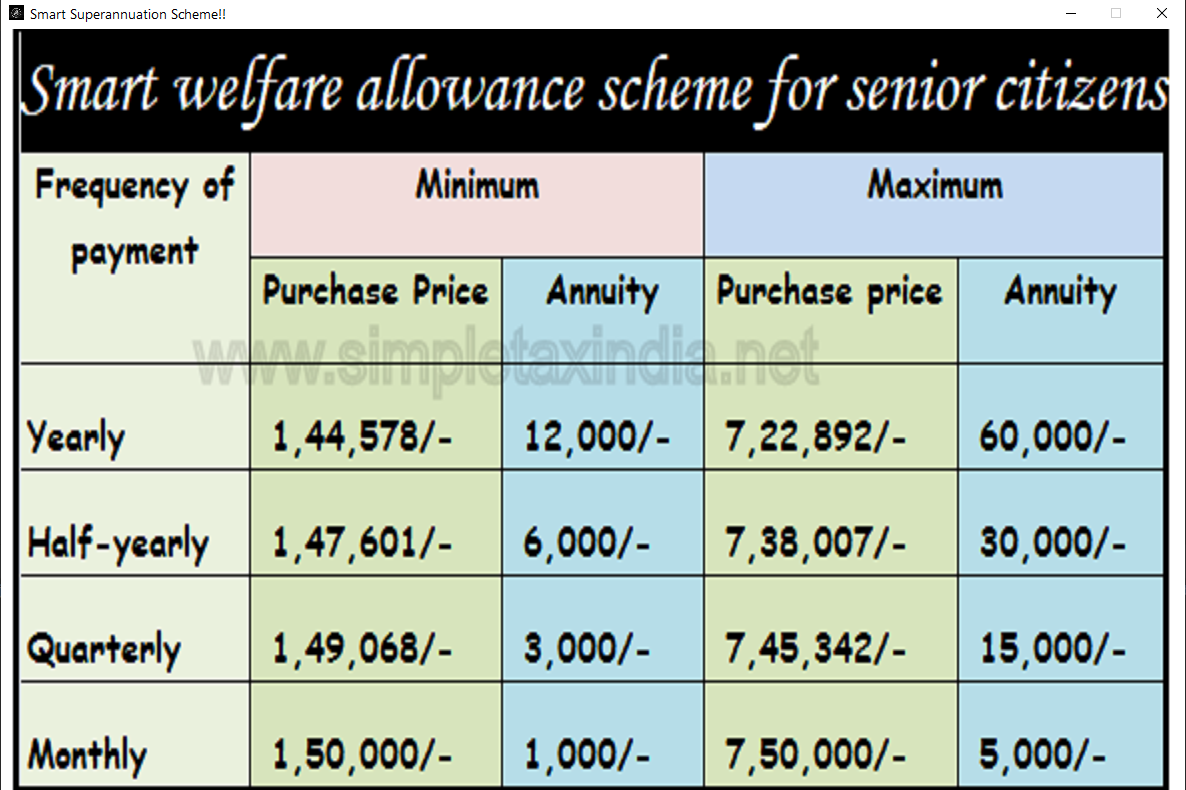 Smart Superannuation Scheme!!
Smart welfare allowance scheme for senior citizens
Frequency of payment Minimum Maximum
Purchase Price Annuity Purchase price Annuity
www.simpletaxindia.net
Yearly 1,44,578/- 12,000/- 7,22,892/- 60,000/-
Half-yearly 1,47,601/- 6,000/- 7,38,007/- 30,000/-
Quarterly 1,49,068/- 3,000/- 7,45,342/- 15,000/-
Monthly 1,50,000/- 1,000/- 7,50,000/- 5,000/-